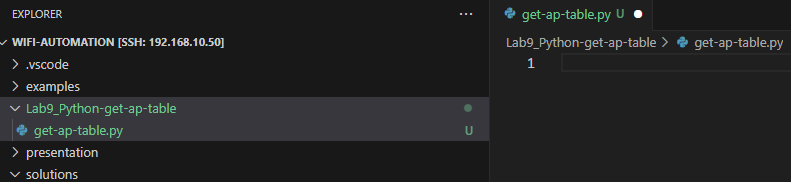 EXPLORER
WIFI-AUTOMATION [SSH: 192.168.10.50]
.vscode
examples
Lab9_Python-get-ap-table
get-ap-table.py U
presentation
solutions
get-ap-table.py U
Lab9_Python-get-ap-table > get-ap-table.py
1